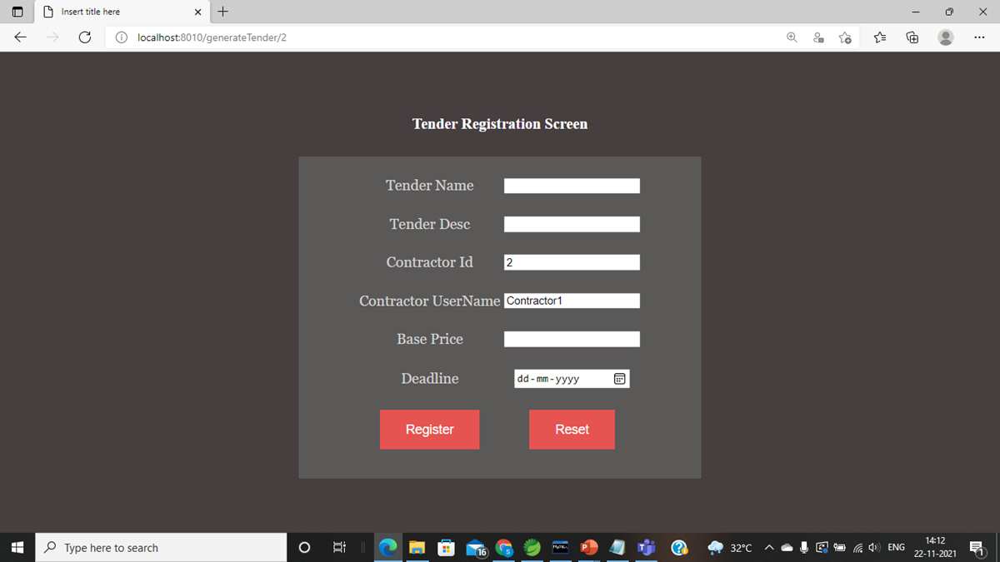 Insert title here
localhost:8010/generateTender/2
Tender Registration Screen
Tender Name
Tender Desc
Contractor Id 2
Contractor UserName Contractor1
Base Price
Deadline dd-mm-yyyy
Register Reset
Type here to search
16
32°C
ENG
14:12
22-11-2021
1